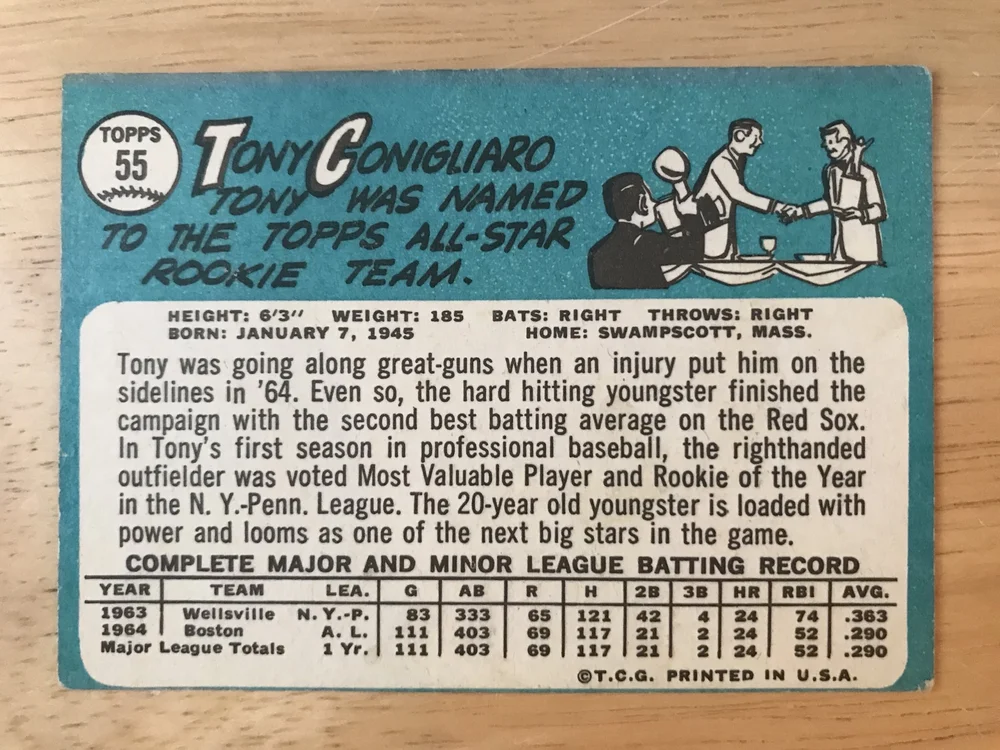 TOPPS
55
TONY CONIGLIARO
TONY WAS NAMED
TO THE TOPPS ALL-STAR
ROOKIE TEAM.
HEIGHT: 6'3" WEIGHT: 185 BATS: RIGHT THROWS: RIGHT
BORN: JANUARY 7, 1945 HOME: SWAMPSCOTT, MASS.
Tony was going along great-guns when an injury put him on the
sidelines in '64. Even so, the hard hitting youngster finished the
campaign with the second best batting average on the Red Sox.
In Tony's first season in professional baseball, the righthanded
outfielder was voted Most Valuable Player and Rookie of the Year
in the N. Y.-Penn. League. The 20-year old youngster is loaded with
power and looms as one of the next big stars in the game.
COMPLETE MAJOR AND MINOR LEAGUE BATTING RECORD
YEAR TEAM LEA. G AB R H 2B 3B HR RBI AVG.
1963 Wellsville N. Y.-P. 83 333 65 121 42 4 24 74 .363
1964 Boston A. L. 111 403 69 117 21 2 24 52 .290
Major League Totals 1 Yr. 111 403 69 117 21 2 24 52 .290
©T.C.G. PRINTED IN U.S.A.